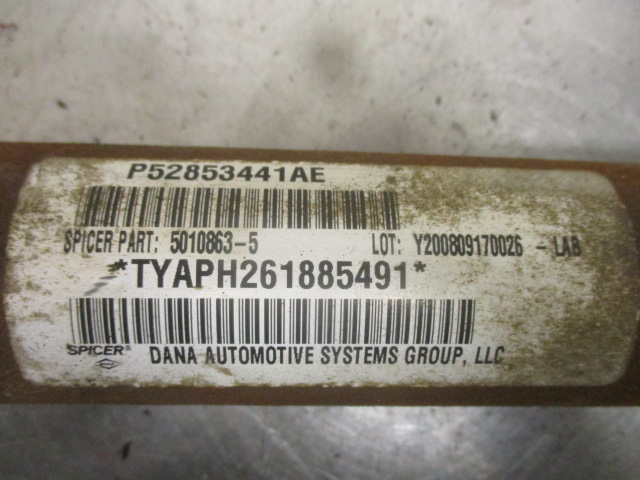 P52853441AE
SPICER PART: 5010863-5 LOT: Y200809170026 - LAB
*TYAPH261885491*
SPICER® DANA AUTOMOTIVE SYSTEMS GROUP, LLC